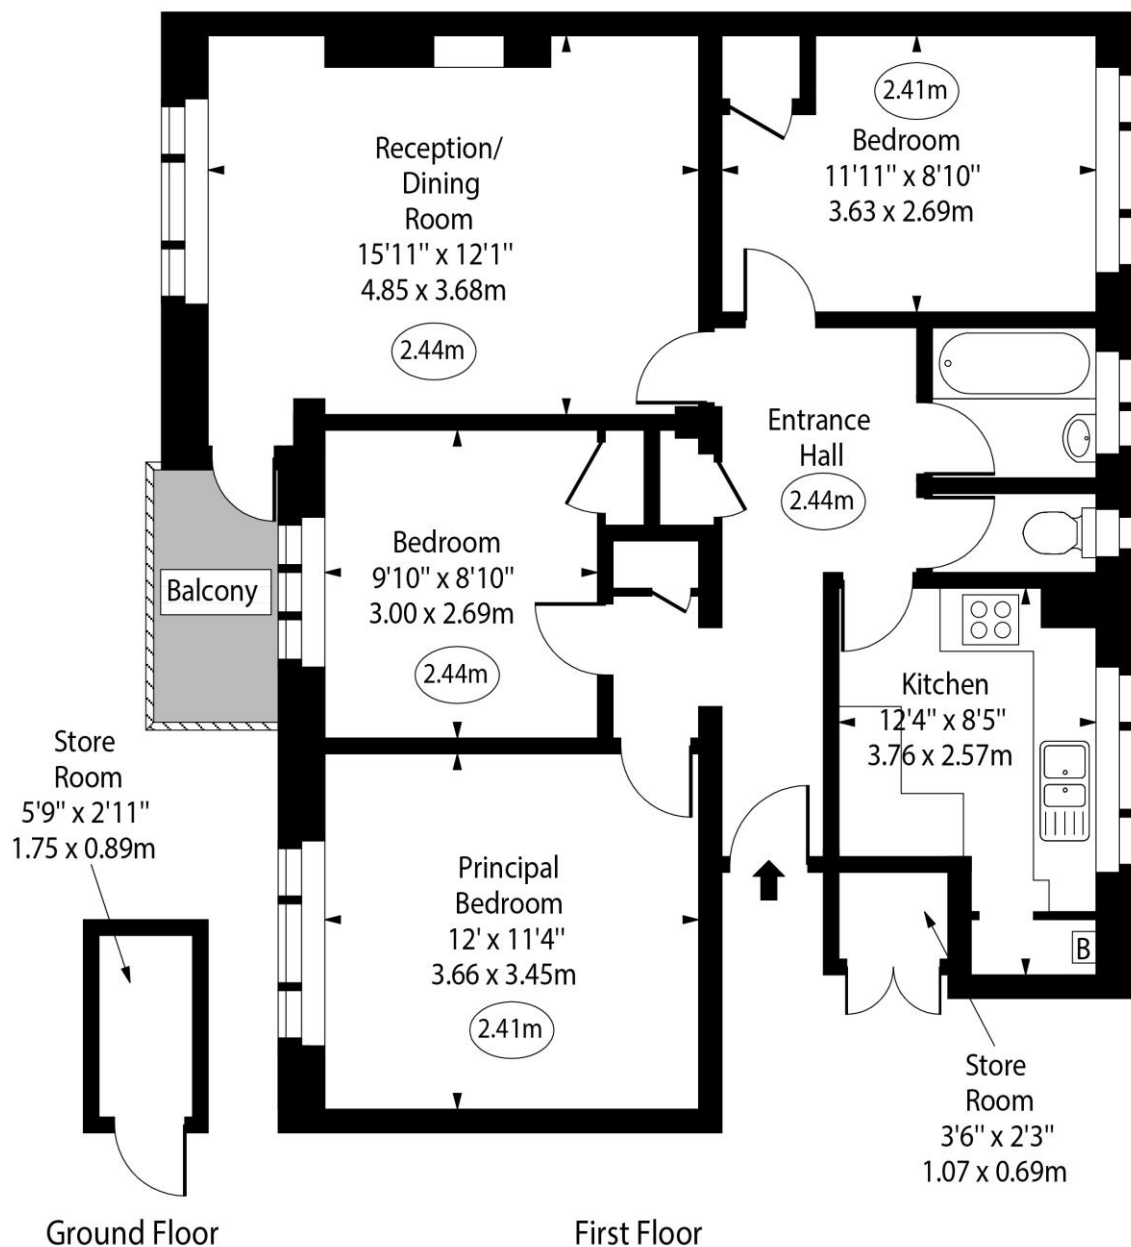 Reception/
Dining
Room
15'11" x 12'1"
4.85 x 3.68m
2.44m
2.41m
Bedroom
11'11" x 8'10"
3.63 x 2.69m
Entrance
Hall
2.44m
Balcony
Bedroom
9'10" x 8'10"
3.00 x 2.69m
2.44m
Kitchen
12'4" x 8'5"
3.76 x 2.57m
B
Store
Room
5'9" x 2'11"
1.75 x 0.89m
Principal
Bedroom
12' x 11'4"
3.66 x 3.45m
2.41m
Store
Room
3'6" x 2'3"
1.07 x 0.69m
Ground Floor
First Floor